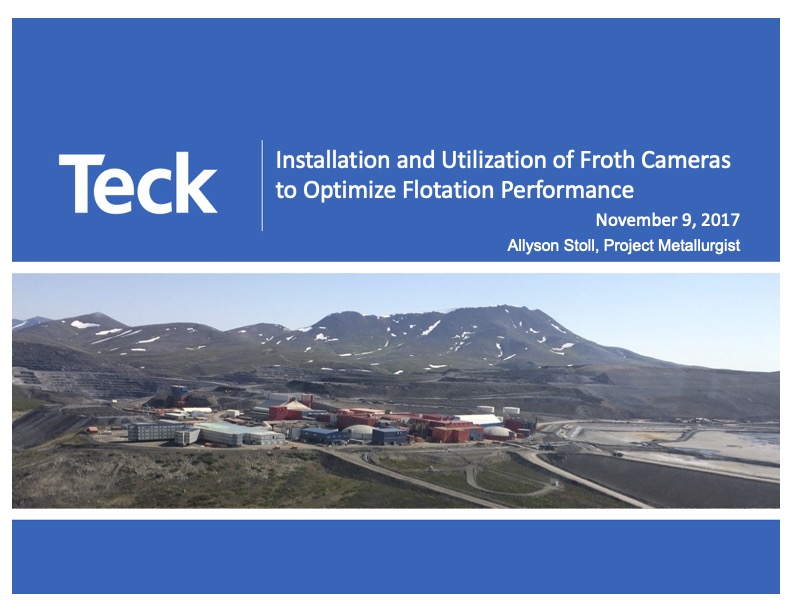 Teck
Installation and Utilization of Froth Cameras
to Optimize Flotation Performance
November 9, 2017
Allyson Stoll, Project Metallurgist